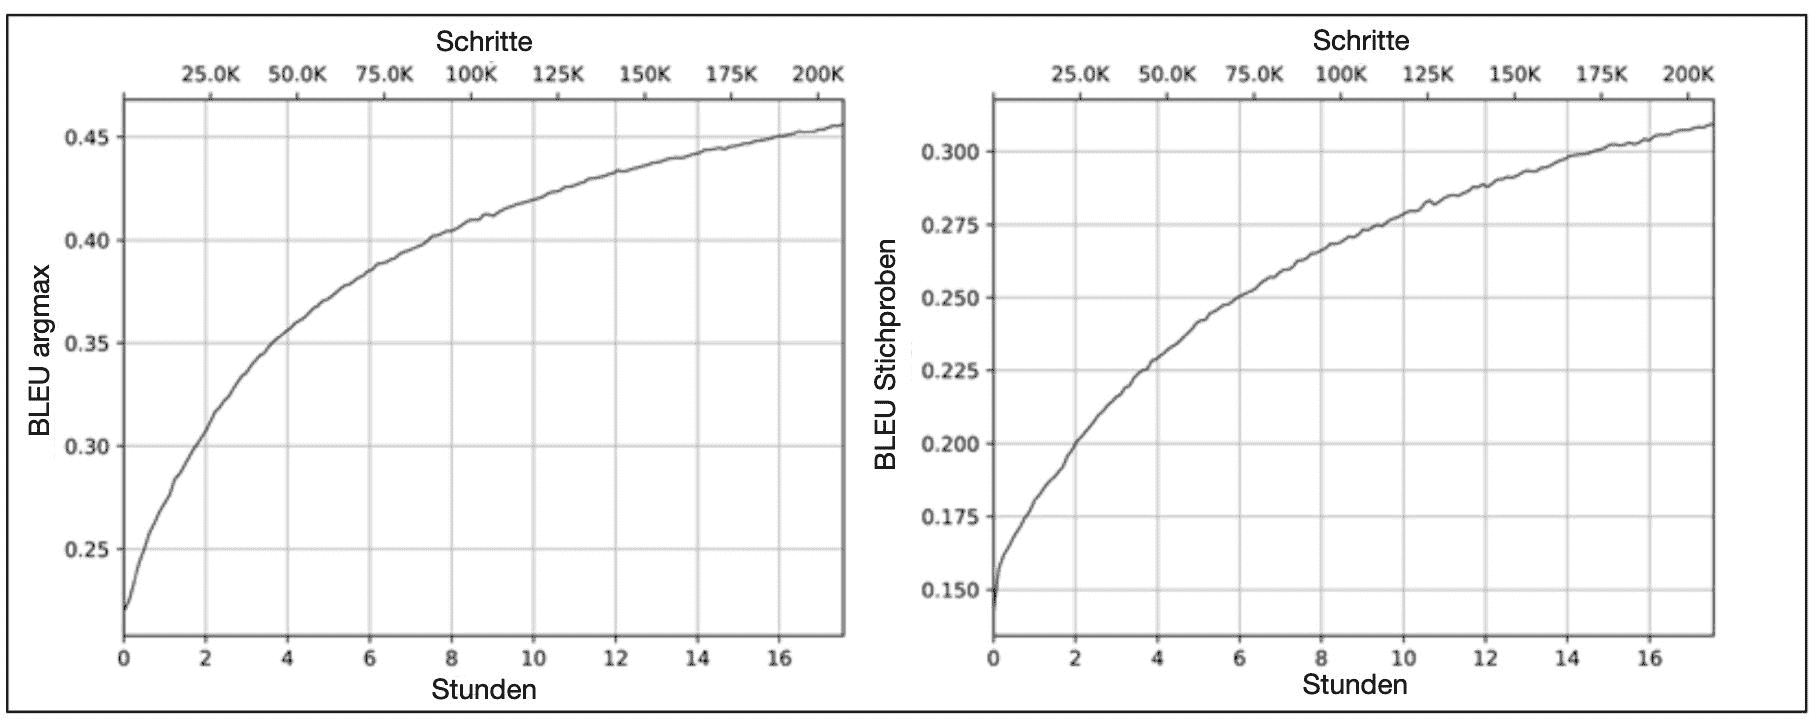 Schritte
25.0K 50.0K 75.0K 100K 125K 150K 175K 200K
0.45
0.40
0.35
0.30
0.25
BLEU argmax
0 2 4 6 8 10 12 14 16
Stunden
Schritte
25.0K 50.0K 75.0K 100K 125K 150K 175K 200K
0.300
0.275
0.250
0.225
0.200
0.175
0.150
BLEU Stichproben
0 2 4 6 8 10 12 14 16
Stunden